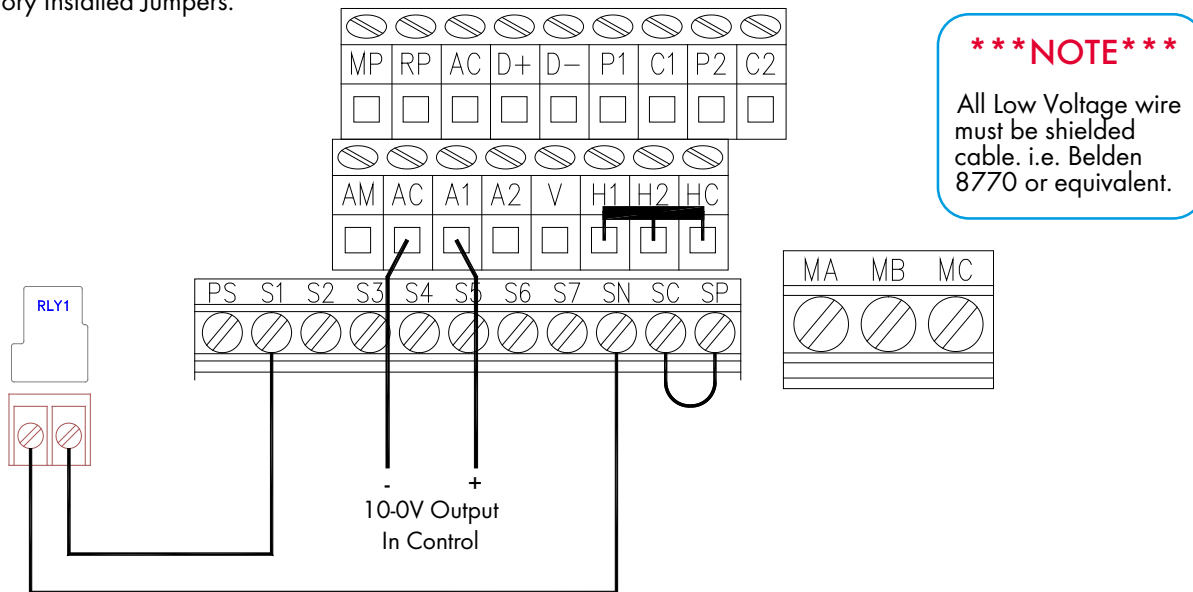 Installed Jumpers.
MP RP AC D+ D- P1 C1 P2 C2
***NOTE***
All Low Voltage wire
must be shielded
cable. i.e. Belden
8770 or equivalent.
AM AC A1 A2 V H1 H2 HC
PS S1 S2 S3 S4 S5 S6 S7 SN SC SP
MA MB MC
RLY1
- +
10-0V Output
In Control